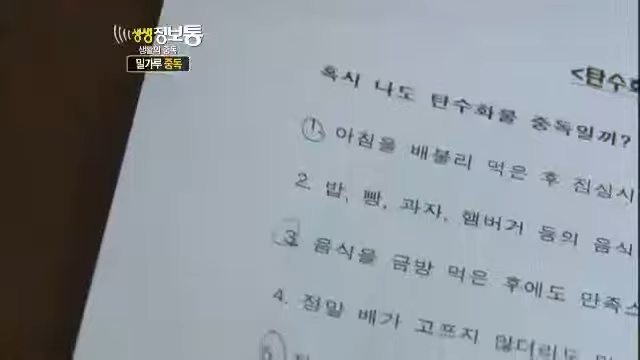 생생정보통
생활의 중독
밀가루 중독
<탄수화
혹시 나도 탄수화물 중독일까?
1. 아침을 배불리 먹은 후 점심시
2. 밥, 빵, 과자, 햄버거 등의 음식
3. 음식을 금방 먹은 후에도 만족스
4. 정말 배가 고프지 않더라도
5